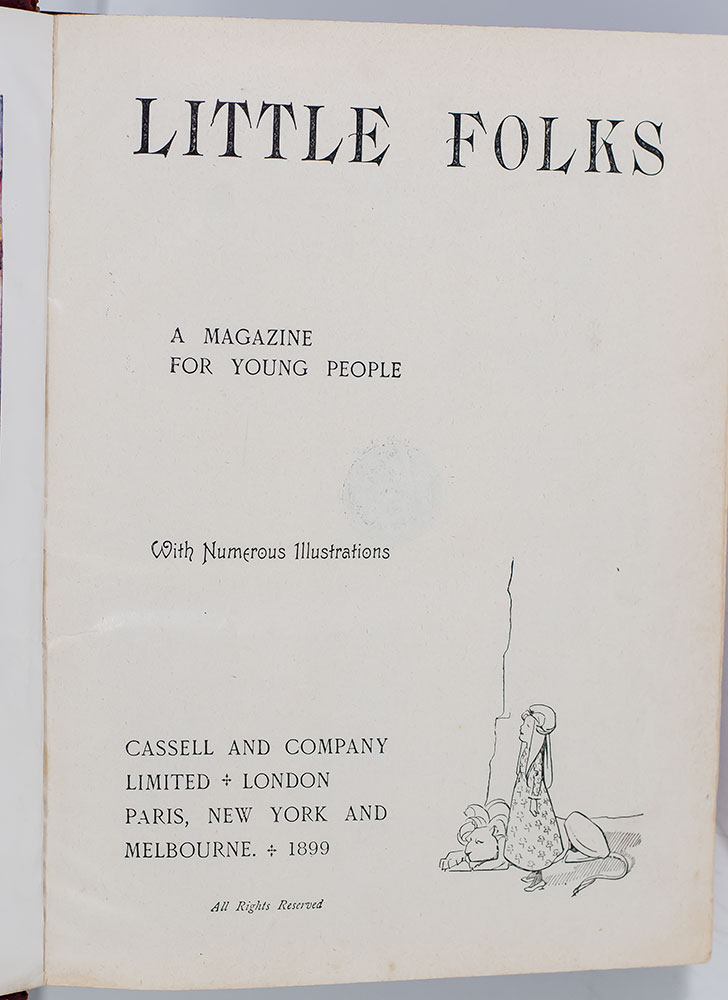 LITTLE FOLKS
A MAGAZINE
FOR YOUNG PEOPLE
With Numerous Illustrations
CASSELL AND COMPANY
LIMITED ⁘ LONDON
PARIS, NEW YORK AND
MELBOURNE. ⁘ 1899
All Rights Reserved